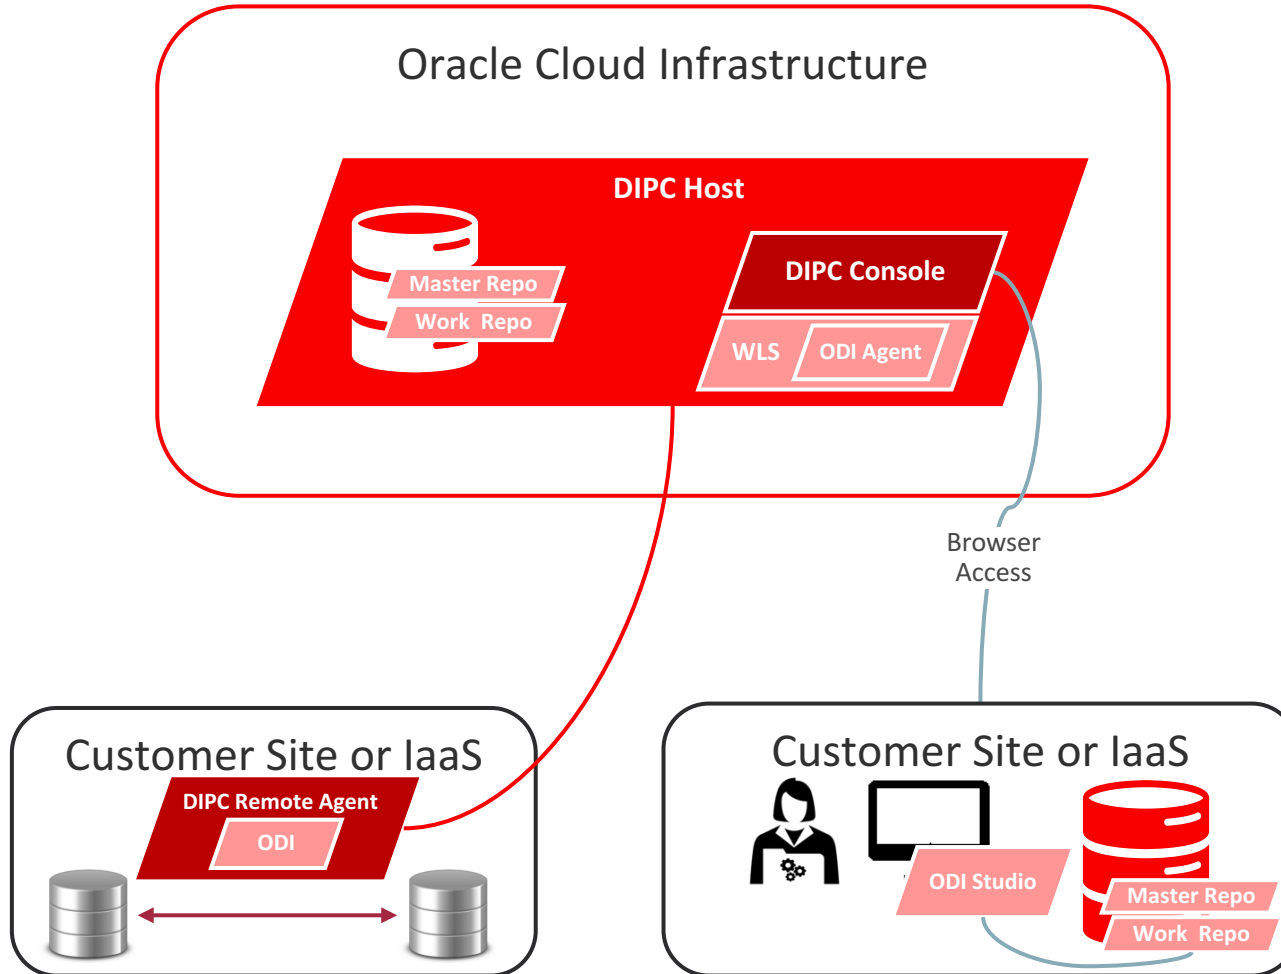 Oracle Cloud Infrastructure
DIPC Host
Master Repo
Work Repo
DIPC Console
WLS
ODI Agent
Browser
Access
Customer Site or IaaS
DIPC Remote Agent
ODI
Customer Site or IaaS
ODI Studio
Master Repo
Work Repo